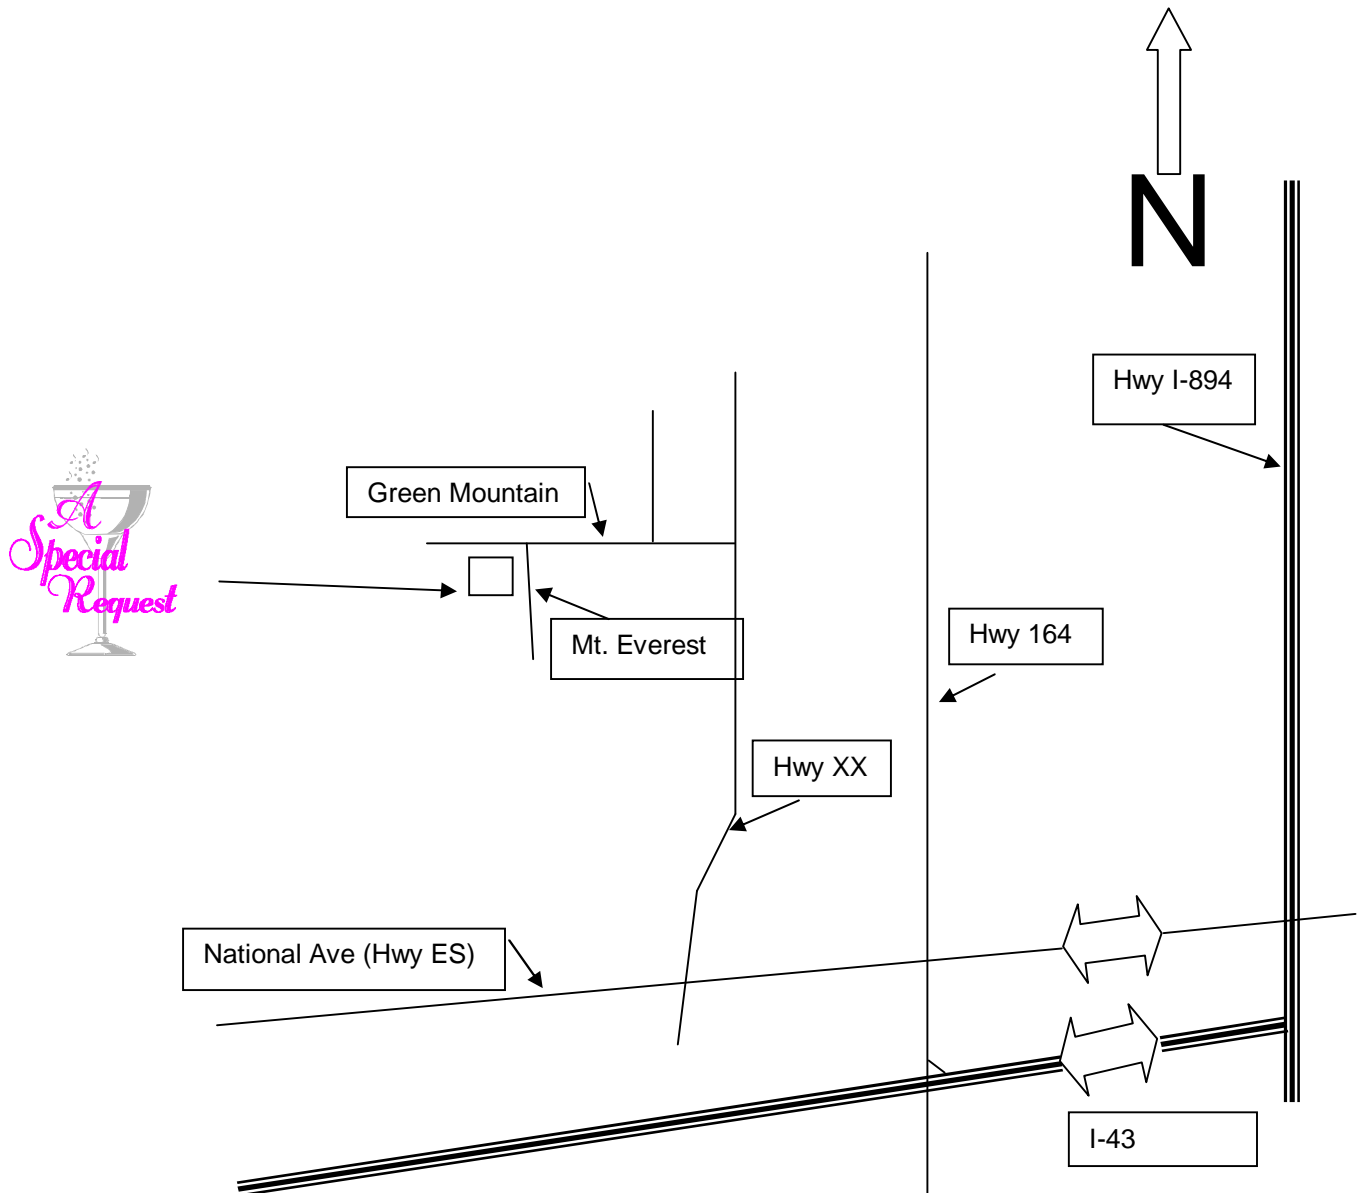 N
Hwy I-894
Green Mountain
A
Special
Request
Mt. Everest
Hwy 164
Hwy XX
National Ave (Hwy ES)
I-43